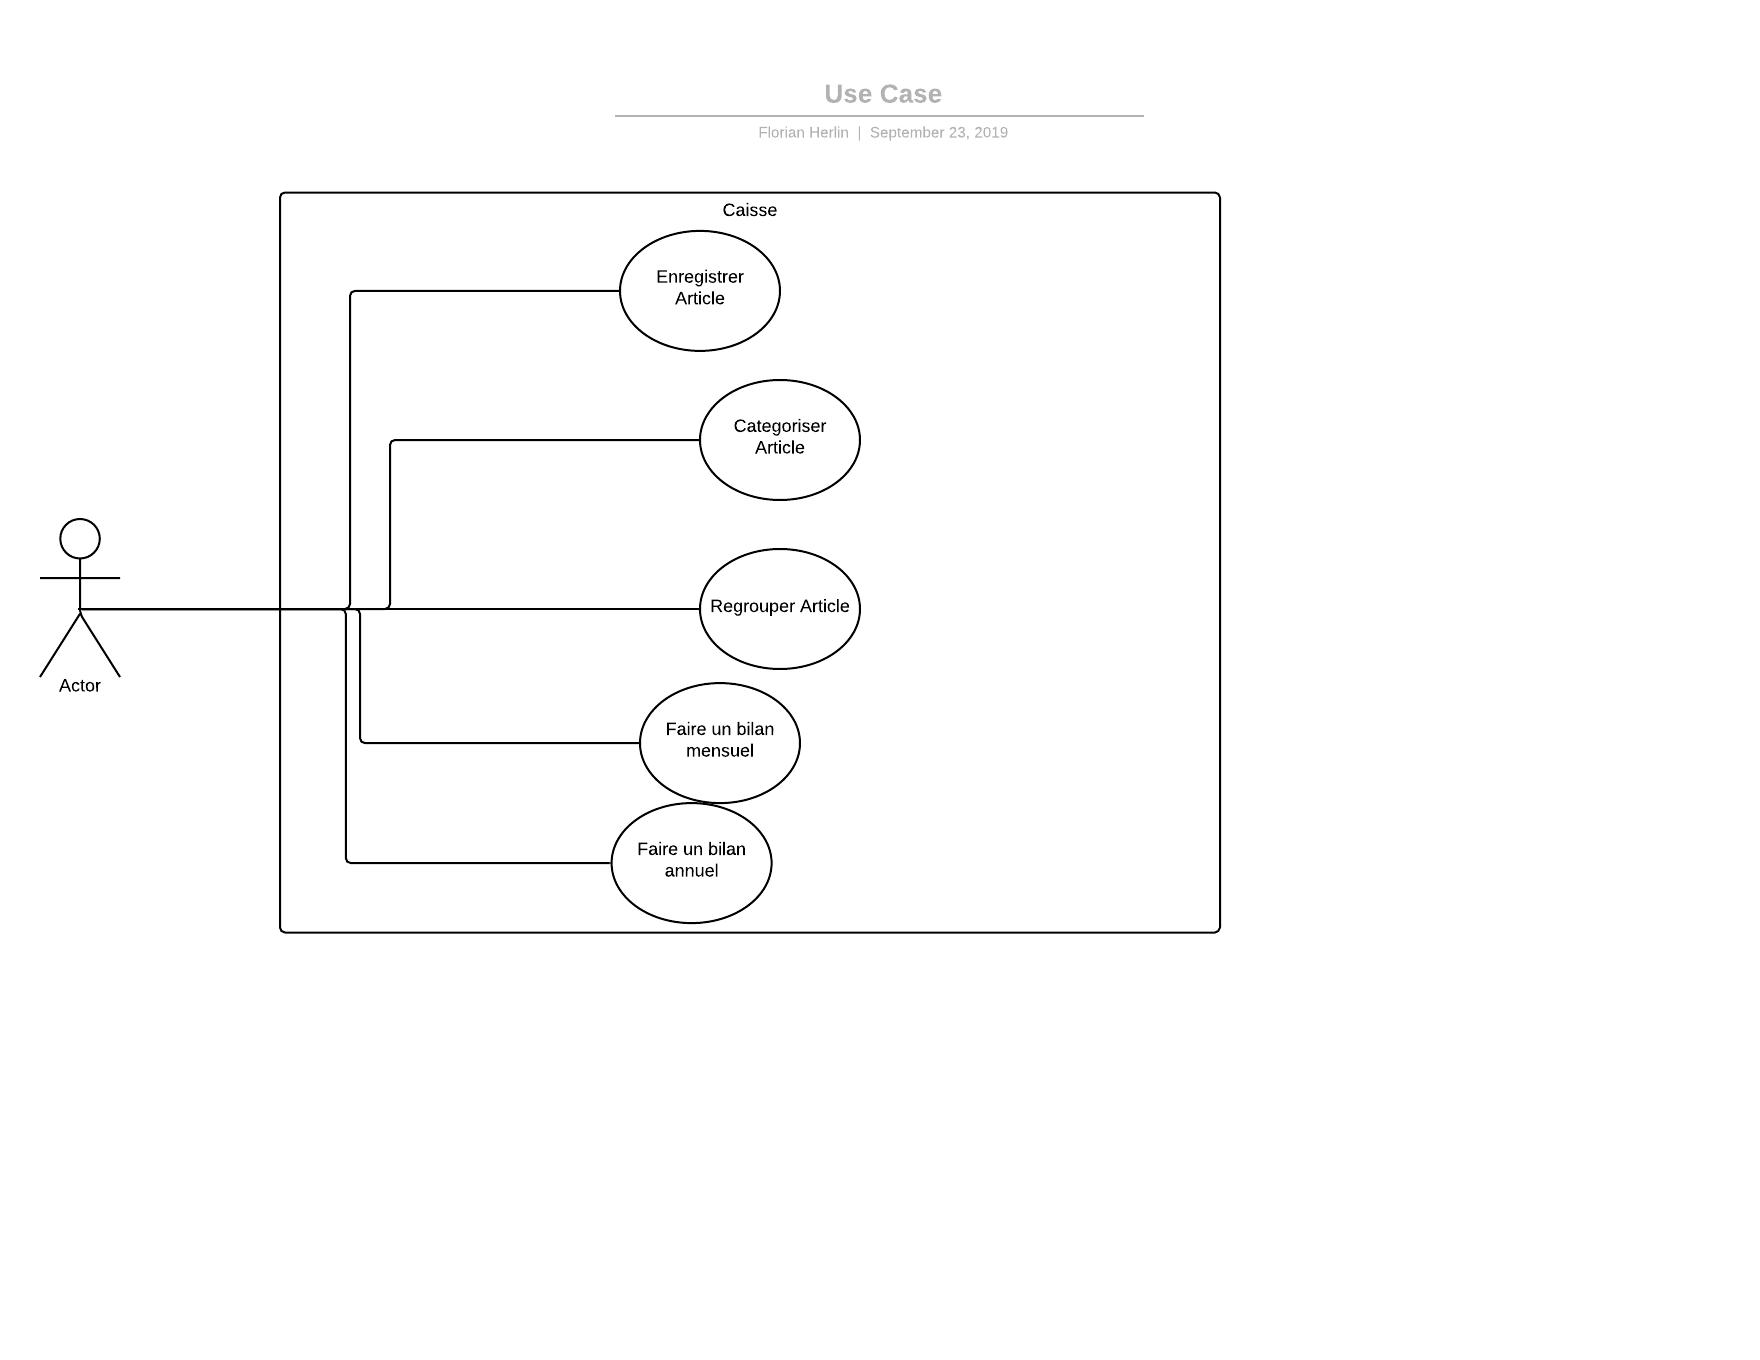 Use Case
Florian Herlin | September 23, 2019
Caisse
Enregistrer
Article
Categoriser
Article
Regrouper Article
Actor
Faire un bilan
mensuel
Faire un bilan
annuel